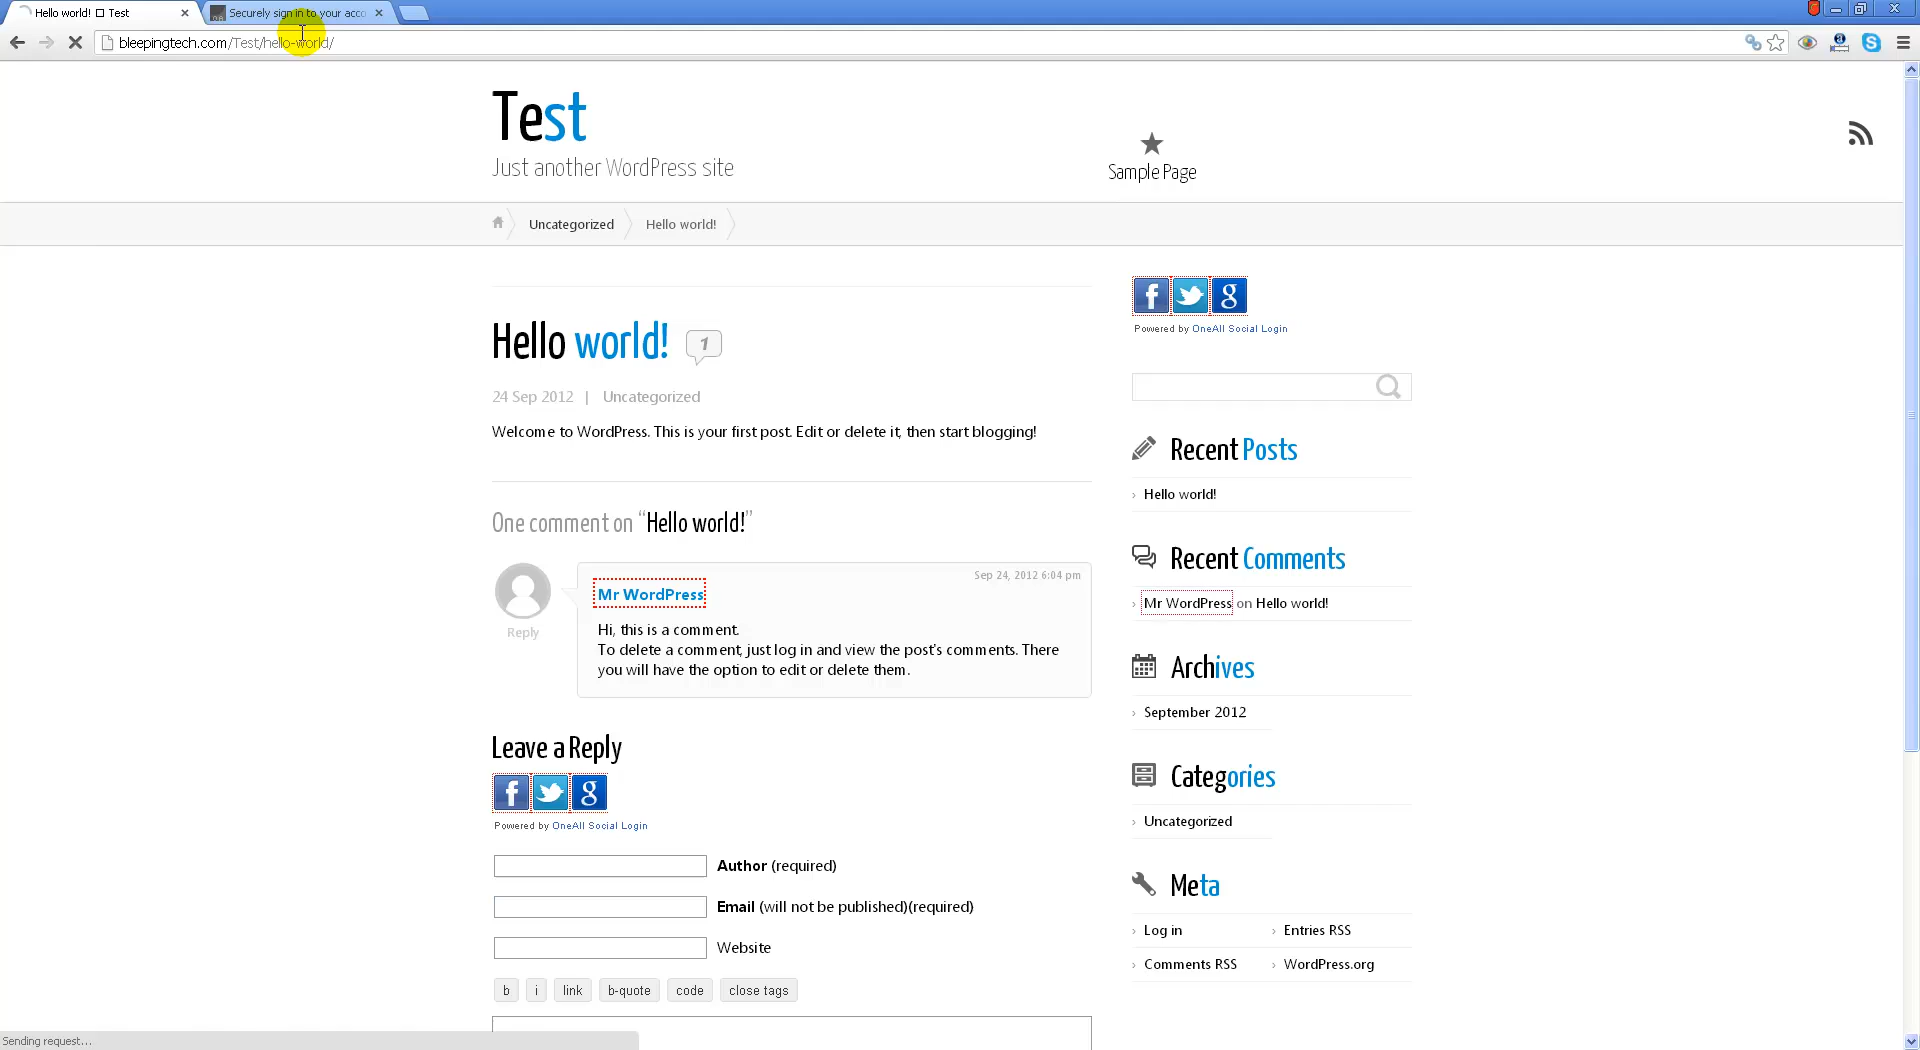 Hello world! □ Test
Securely sign in to your acco
bleepingtech.com/Test/hello-world/
Test
Just another WordPress site
Sample Page
Uncategorized
Hello world!
Hello world!
1
24 Sep 2012 | Uncategorized
Welcome to WordPress. This is your first post. Edit or delete it, then start blogging!
One comment on “Hello world!”
Sep 24, 2012 6:04 pm
Mr WordPress
Reply
Hi, this is a comment.
To delete a comment, just log in and view the post's comments. There
you will have the option to edit or delete them.
Leave a Reply
f g
Powered by OneAll Social Login
Author (required)
Email (will not be published)(required)
Website
b i link b-quote code close tags
f g
Powered by OneAll Social Login
Recent Posts
› Hello world!
Recent Comments
› Mr WordPress on Hello world!
Archives
› September 2012
Categories
› Uncategorized
Meta
› Log in
› Entries RSS
› Comments RSS
› WordPress.org
Sending request...